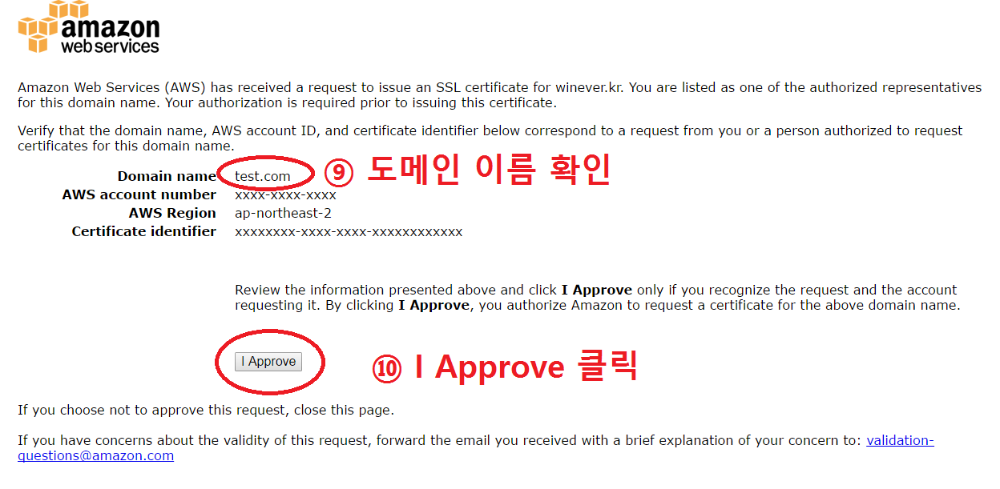 amazon
web services
Amazon Web Services (AWS) has received a request to issue an SSL certificate for winever.kr. You are listed as one of the authorized representatives
for this domain name. Your authorization is required prior to issuing this certificate.
Verify that the domain name, AWS account ID, and certificate identifier below correspond to a request from you or a person authorized to request
certificates for this domain name.
Domain name test.com ⑨ 도메인 이름 확인
AWS account number xxxx-xxxx-xxxx
AWS Region ap-northeast-2
Certificate identifier xxxxxxxx-xxxx-xxxx-xxxxxxxxxxxx
Review the information presented above and click I Approve only if you recognize the request and the account
requesting it. By clicking I Approve, you authorize Amazon to request a certificate for the above domain name.
I Approve ⑩ I Approve 클릭
If you choose not to approve this request, close this page.
If you have concerns about the validity of this request, forward the email you received with a brief explanation of your concern to: validation-
questions@amazon.com